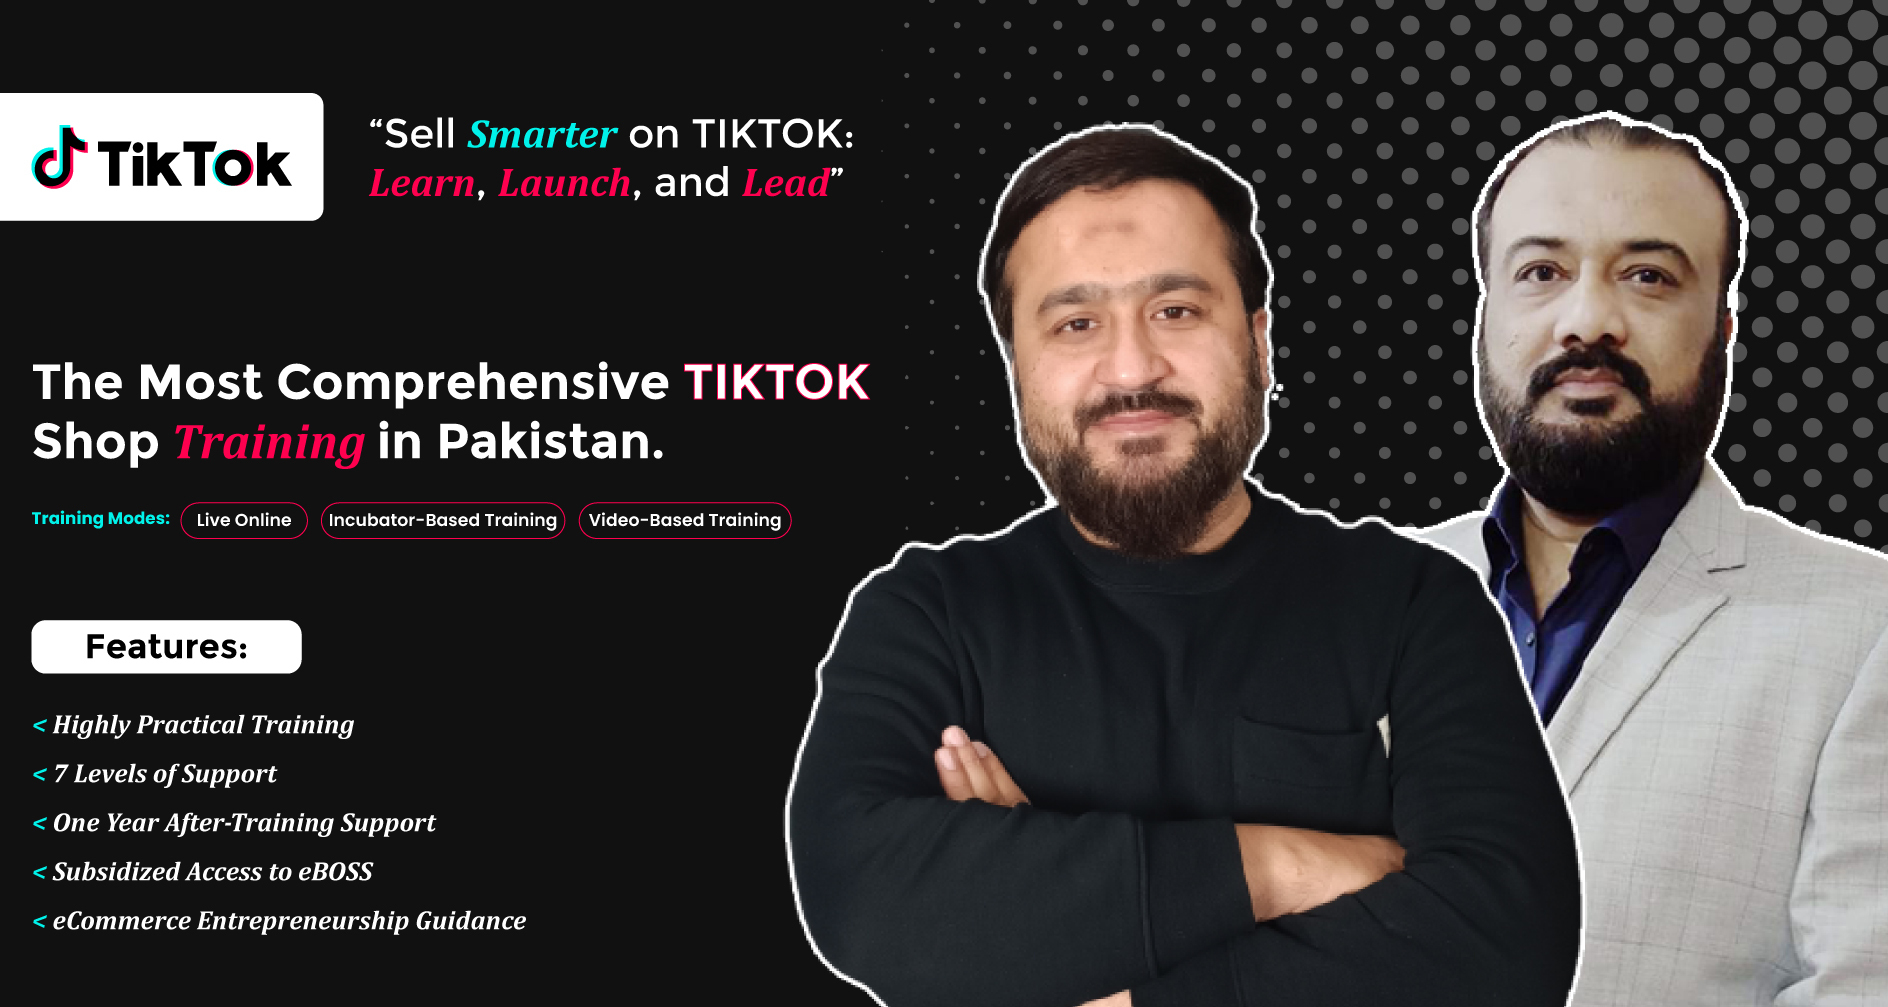 TikTok
“Sell Smarter on TIKTOK:
Learn, Launch, and Lead”
The Most Comprehensive TIKTOK
Shop Training in Pakistan.
Training Modes: Live Online Incubator-Based Training Video-Based Training
Features:
< Highly Practical Training
< 7 Levels of Support
< One Year After-Training Support
< Subsidized Access to eBOSS
< eCommerce Entrepreneurship Guidance